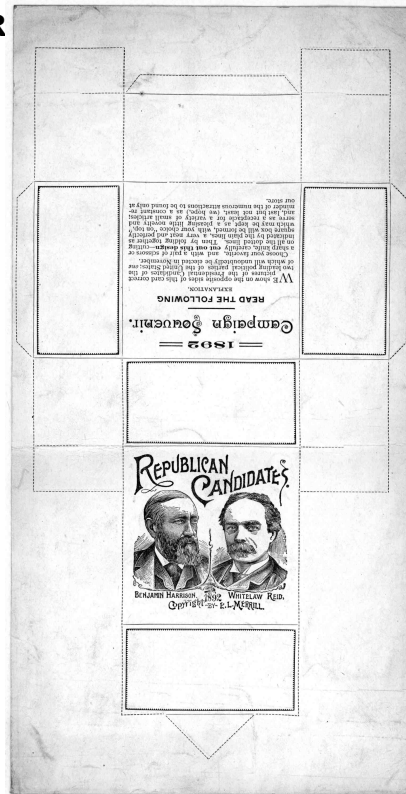 R
1892
Campaign Souvenir.
READ THE FOLLOWING
EXPLANATION.
WE show on the opposite sides of this card correct
pictures of the Presidential Candidates of the
two leading political parties of the United States; one
of which will undoubtedly be elected in November.
Choose your favorite, and with a pair of scissors or
a sharp knife, carefully cut out this design—cutting
on all the dotted lines. Then by folding together as
indicated by the plain lines, a very neat and perfectly
square box will be formed, with your choice "on top,"
which may be kept as a pleasing little novelty and
serve as a receptacle for a variety of small articles;
and, last but not least, (we hope), as a constant re-
minder of the numerous attractions to be found only at
our store.
REPUBLICAN
CANDIDATES.
BENJAMIN HARRISON. WHITELAW REID.
1892
Copyright -BY- E.L. MERRILL.